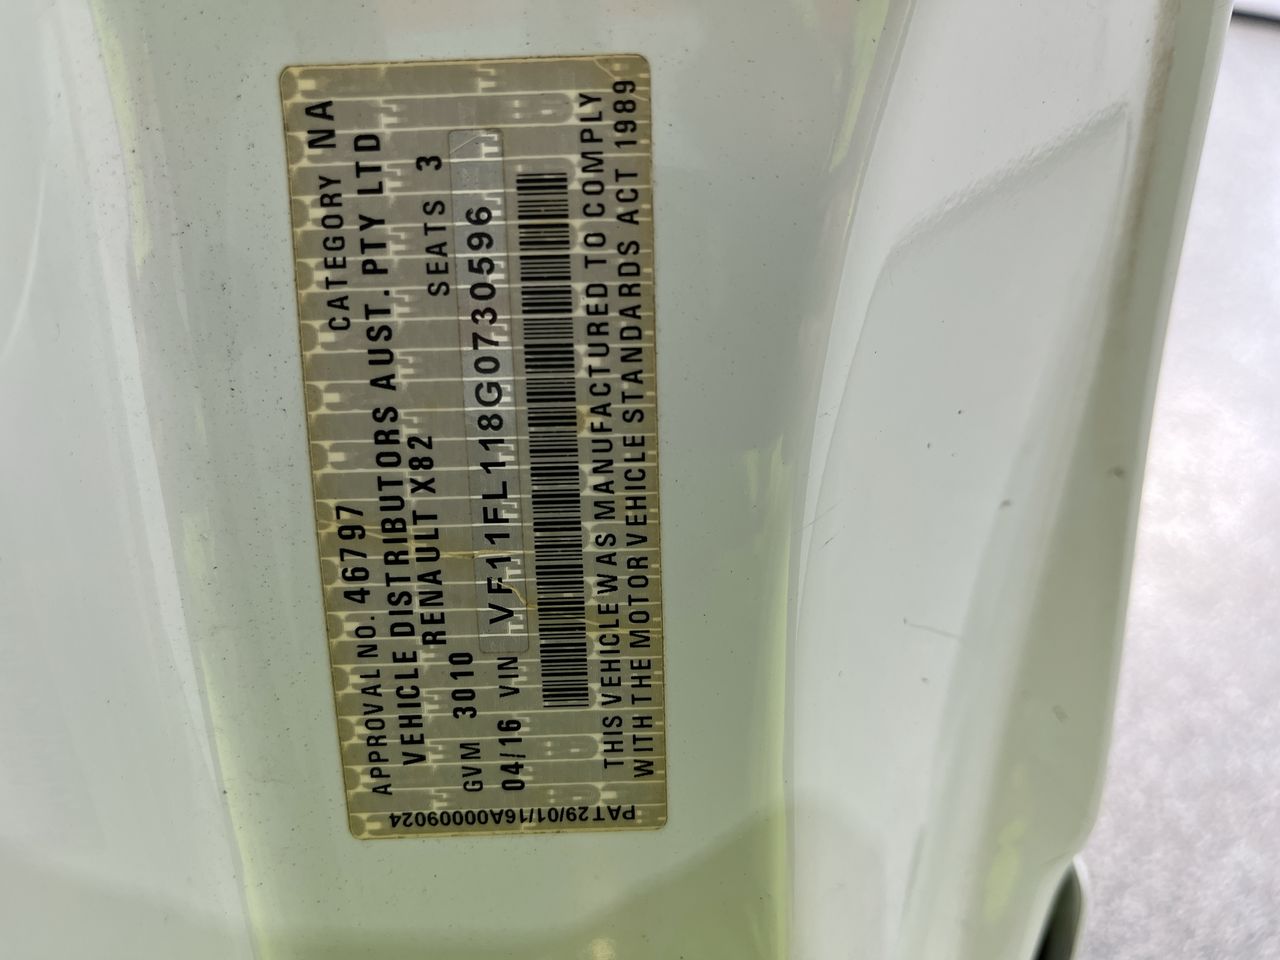 APPROVAL NO. 46797 CATEGORY NA
VEHICLE DISTRIBUTORS AUST. PTY LTD
RENAULT X82 SEATS 3
GVM 3010
04/16 VIN VF11FL118G0730596
THIS VEHICLE WAS MANUFACTURED TO COMPLY
WITH THE MOTOR VEHICLE STANDARDS ACT 1989
PAT29/01/16A00009024